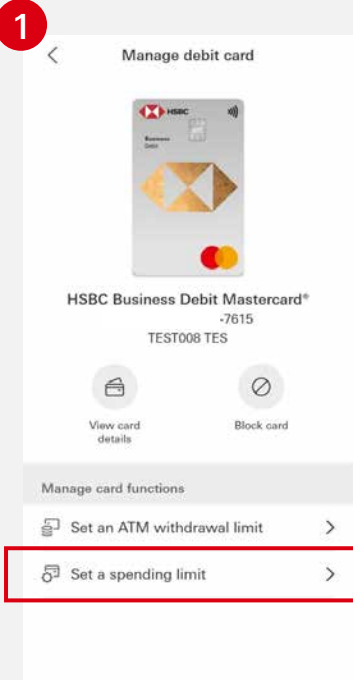 1
Manage debit card
HSBC
Business
Debit
HSBC Business Debit Mastercard®
-7615
TEST008 TES
View card
details
Block card
Manage card functions
Set an ATM withdrawal limit
Set a spending limit